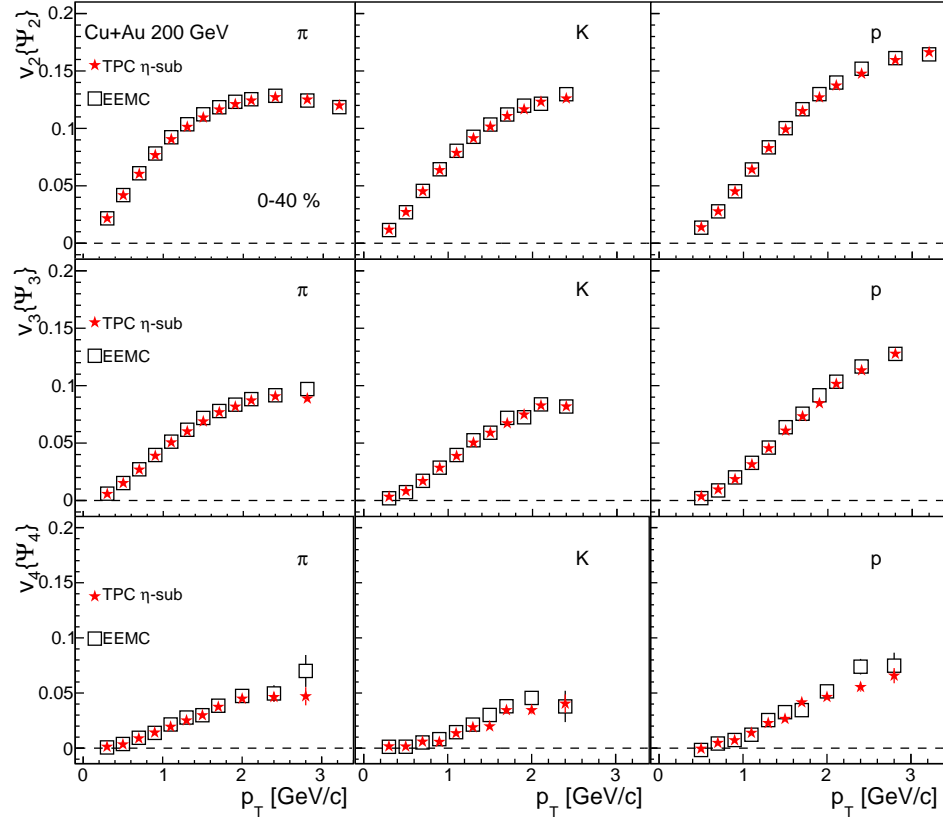 v₂{Ψ₂}
0.2
0.15
0.1
0.05
0
Cu+Au 200 GeV
π
TPC η-sub
EEMC
0-40 %
K
p
v₃{Ψ₃}
0.2
0.15
0.1
0.05
0
π
TPC η-sub
EEMC
K
p
v₄{Ψ₄}
0.2
0.15
0.1
0.05
0
π
TPC η-sub
EEMC
K
p
0 1 2 3
0 1 2 3
0 1 2 3
p_T [GeV/c]
p_T [GeV/c]
p_T [GeV/c]